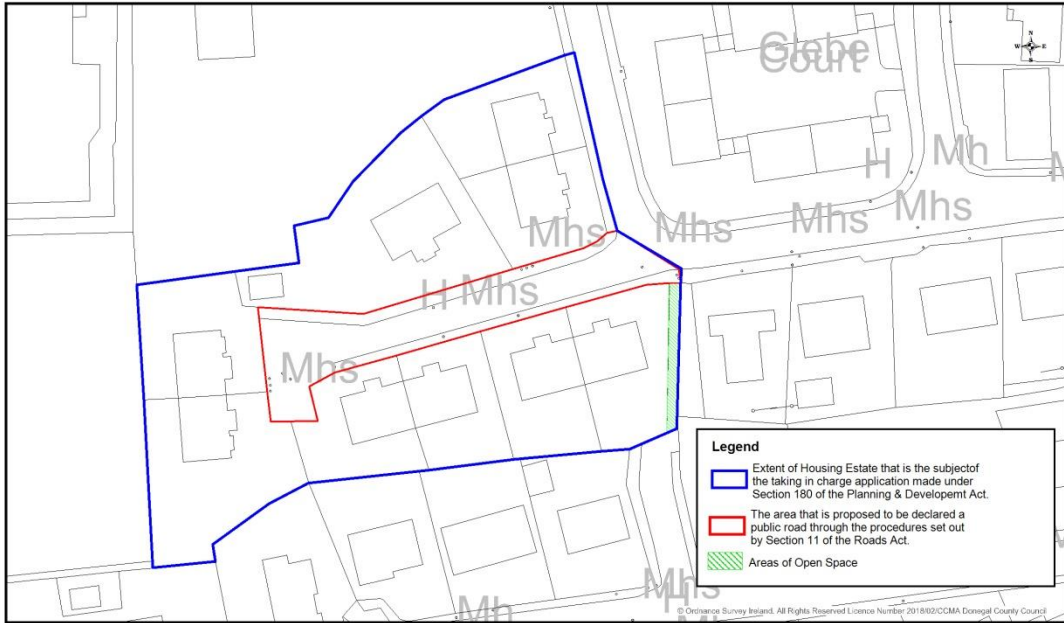 Glebe
Court
N
W E
S
H
Mh
Mhs
Mhs
Mhs
Mhs
Mhs
H
Mhs
Legend
Extent of Housing Estate that is the subjectof
the taking in charge application made under
Section 180 of the Planning & Developemt Act.
The area that is proposed to be declared a
public road through the procedures set out
by Section 11 of the Roads Act.
Areas of Open Space
Mh
© Ordnance Survey Ireland. All Rights Reserved Licence Number 2018/02/CCMA Donegal County Council